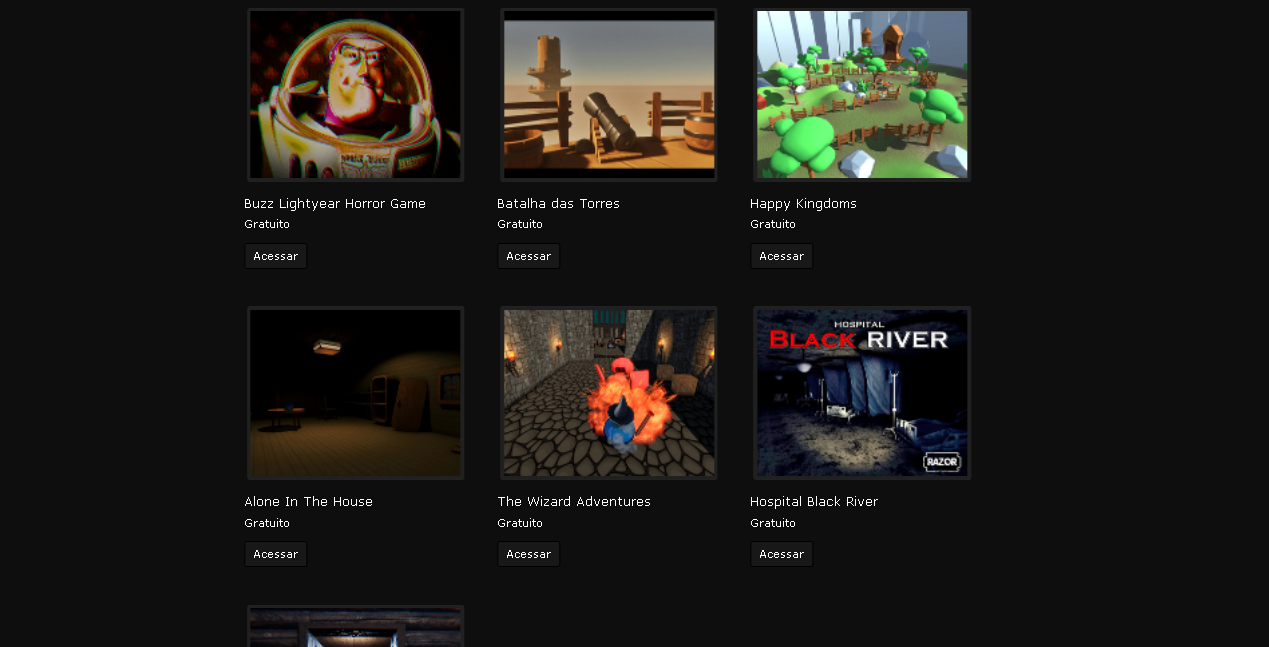 Buzz Lightyear Horror Game
Gratuito
Acessar
Batalha das Torres
Gratuito
Acessar
Happy Kingdoms
Gratuito
Acessar
Alone In The House
Gratuito
Acessar
The Wizard Adventures
Gratuito
Acessar
HOSPITAL
BLACK RIVER
RAZOR
Hospital Black River
Gratuito
Acessar